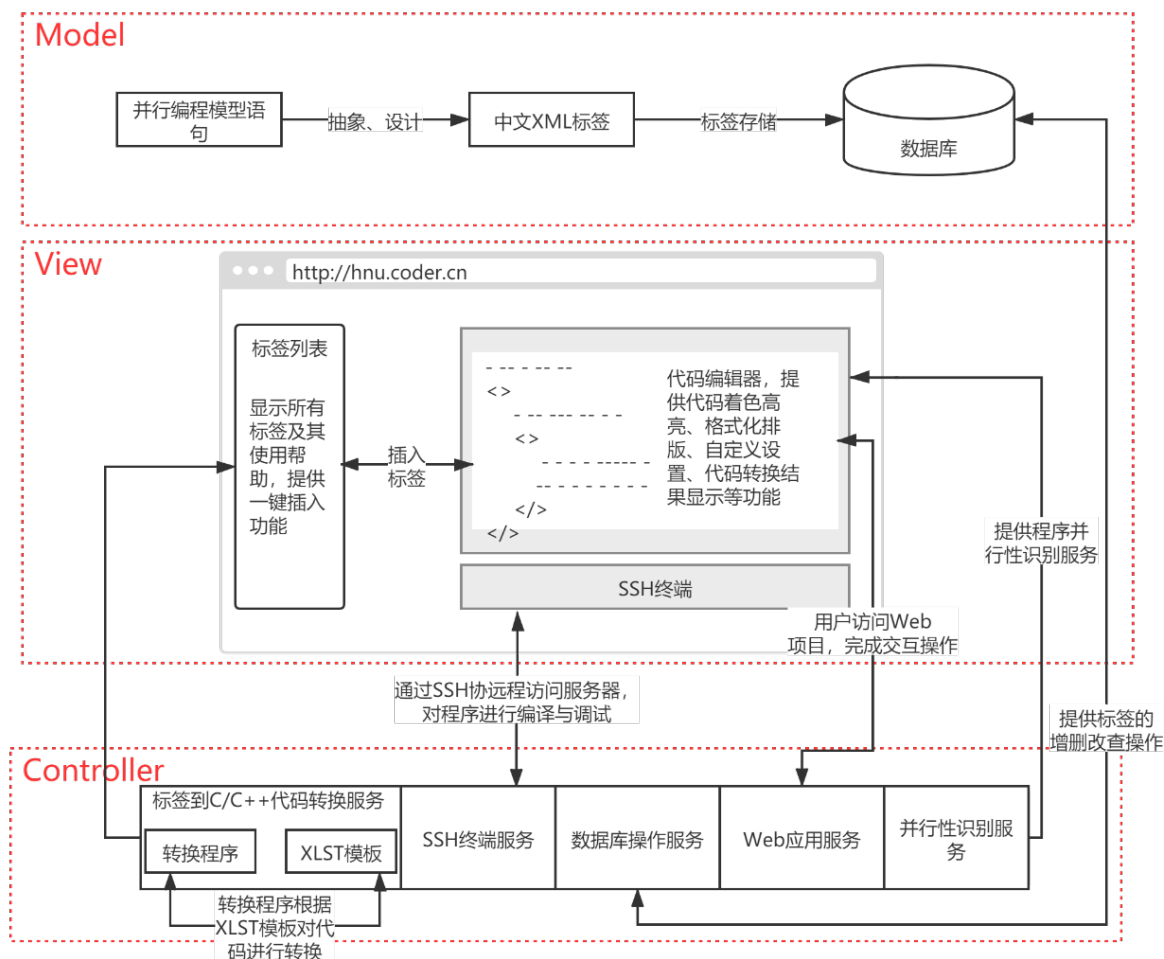 Model
并行编程模型语
句
抽象、设计
中文XML标签
标签存储
数据库
View
http://hnu.coder.cn
标签列表
显示所有
标签及其
使用帮
助，提供
一键插入
功能
插入
标签
- -- - -- --
<>
- -- --- -- - -
<>
- - - - ----- - -
-- - - - - - - -
</>
</>
代码编辑器，提
供代码着色高
亮、格式化排
版、自定义设
置、代码转换结
果显示等功能
SSH终端
提供程序并
行性识别服务
用户访问Web
项目，完成交互操作
通过SSH协远程访问服务器，
对程序进行编译与调试
提供标签的
增删改查操作
Controller
标签到C/C++代码转换服务
转换程序
XLST模板
SSH终端服务
数据库操作服务
Web应用服务
并行性识别服
务
转换程序根据
XLST模板对代
码进行转换